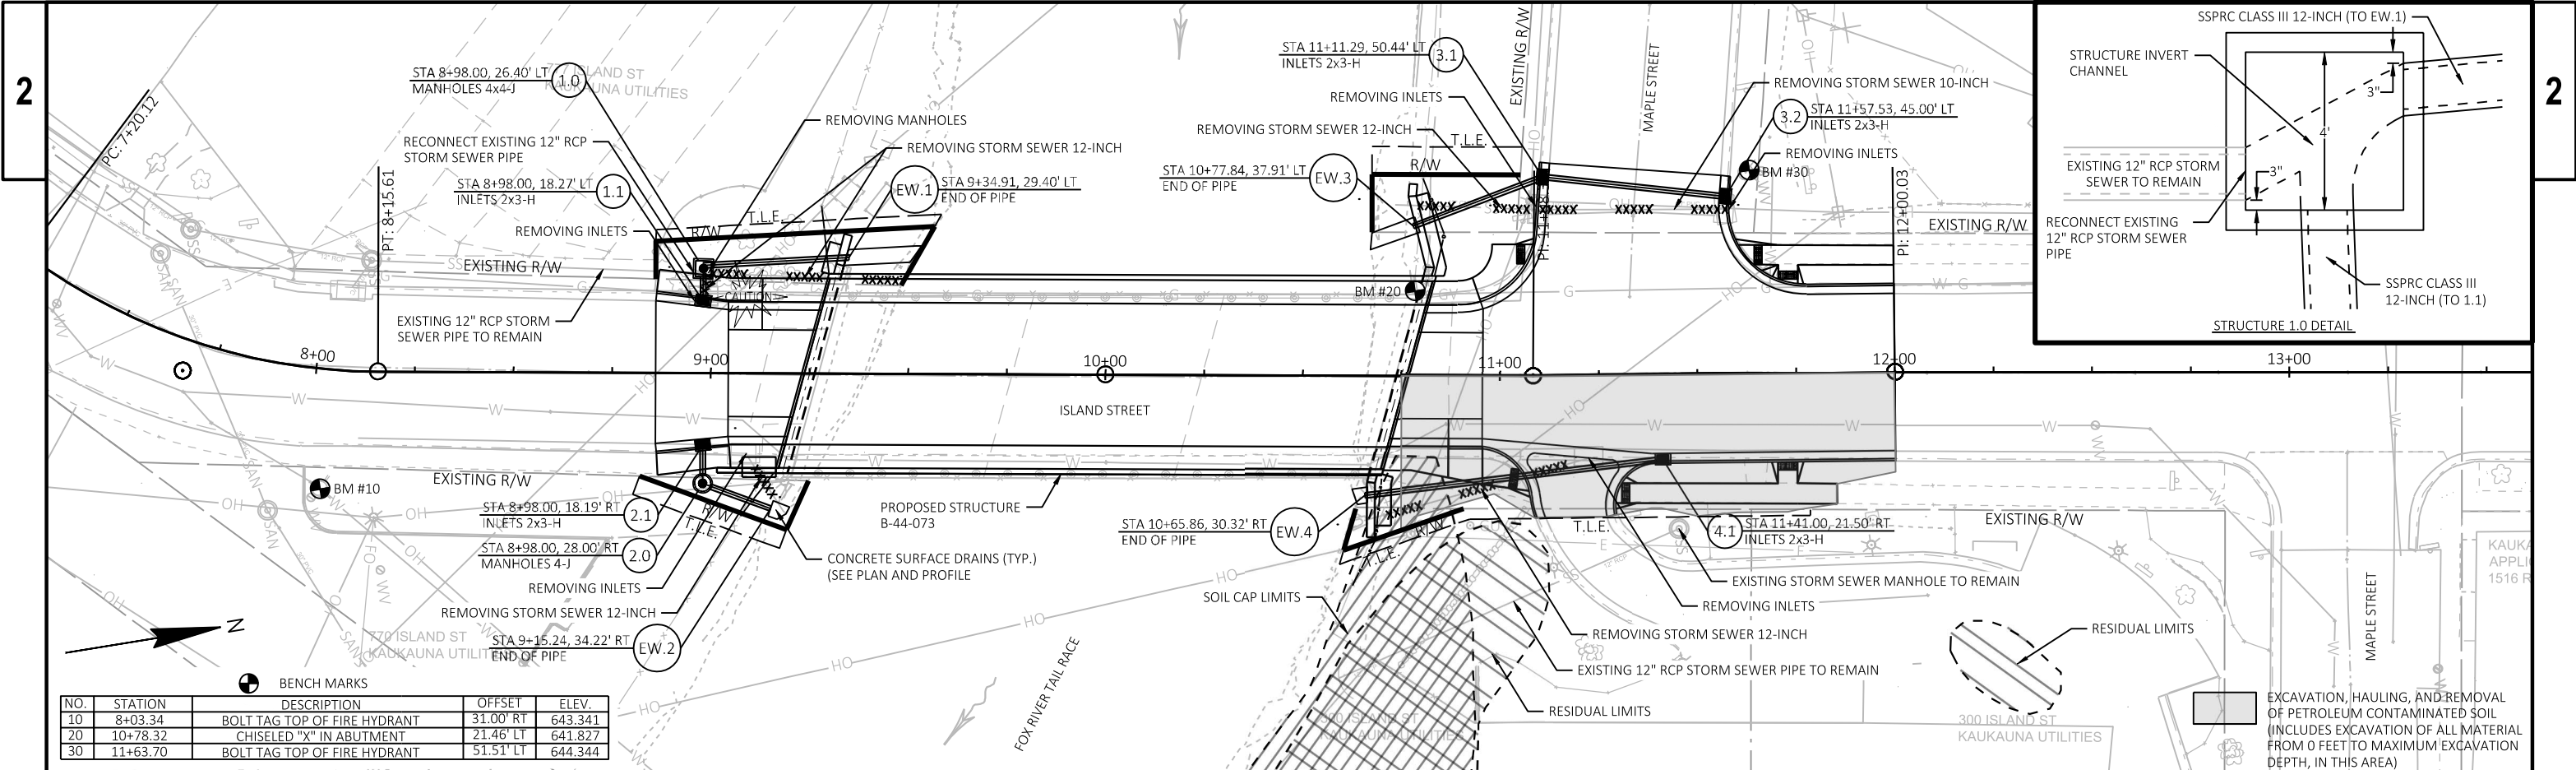 2
2
STA 8+98.00, 26.40' LT
MANHOLES 4x4-J
1.0
770 ISLAND ST
KAUKAUNA UTILITIES
PC: 7+20.12
RECONNECT EXISTING 12" RCP
STORM SEWER PIPE
REMOVING MANHOLES
REMOVING STORM SEWER 12-INCH
STA 8+98.00, 18.27' LT
INLETS 2x3-H
1.1
EW.1
STA 9+34.91, 29.40' LT
END OF PIPE
PT: 8+15.61
REMOVING INLETS
T.L.E.
R/W
EXISTING R/W
CAUTION
EXISTING 12" RCP STORM
SEWER PIPE TO REMAIN
STA 11+11.29, 50.44' LT
INLETS 2x3-H
3.1
EXISTING R/W
MAPLE STREET
REMOVING INLETS
REMOVING STORM SEWER 10-INCH
REMOVING STORM SEWER 12-INCH
3.2
STA 11+57.53, 45.00' LT
INLETS 2x3-H
T.L.E.
R/W
STA 10+77.84, 37.91' LT
END OF PIPE
EW.3
REMOVING INLETS
BM #30
PI: 12+00.03
EXISTING R/W
BM #20
SSPRC CLASS III 12-INCH (TO EW.1)
STRUCTURE INVERT
CHANNEL
3"
4'
EXISTING 12" RCP STORM
SEWER TO REMAIN
3"
RECONNECT EXISTING
12" RCP STORM SEWER
PIPE
SSPRC CLASS III
12-INCH (TO 1.1)
STRUCTURE 1.0 DETAIL
8+00
9+00
10+00
11+00
12+00
13+00
ISLAND STREET
BM #10
EXISTING R/W
STA 8+98.00, 18.19' RT
INLETS 2x3-H
2.1
R/W
T.L.E.
STA 8+98.00, 28.00' RT
MANHOLES 4-J
2.0
REMOVING INLETS
REMOVING STORM SEWER 12-INCH
STA 9+15.24, 34.22' RT
END OF PIPE
EW.2
770 ISLAND ST
KAUKAUNA UTILITIES
N
PROPOSED STRUCTURE
B-44-073
CONCRETE SURFACE DRAINS (TYP.)
(SEE PLAN AND PROFILE
STA 10+65.86, 30.32' RT
END OF PIPE
EW.4
R/W
T.L.E.
T.L.E.
4.1
STA 11+41.00, 21.50' RT
INLETS 2x3-H
EXISTING R/W
EXISTING STORM SEWER MANHOLE TO REMAIN
SOIL CAP LIMITS
REMOVING INLETS
REMOVING STORM SEWER 12-INCH
EXISTING 12" RCP STORM SEWER PIPE TO REMAIN
RESIDUAL LIMITS
RESIDUAL LIMITS
FOX RIVER TAIL RACE
300 ISLAND ST
KAUKAUNA UTILITIES
300 ISLAND ST
KAUKAUNA UTILITIES
MAPLE STREET
EXCAVATION, HAULING, AND REMOVAL
OF PETROLEUM CONTAMINATED SOIL
(INCLUDES EXCAVATION OF ALL MATERIAL
FROM 0 FEET TO MAXIMUM EXCAVATION
DEPTH, IN THIS AREA)
BENCH MARKS
NO. STATION DESCRIPTION OFFSET ELEV.
10 8+03.34 BOLT TAG TOP OF FIRE HYDRANT 31.00' RT 643.341
20 10+78.32 CHISELED "X" IN ABUTMENT 21.46' LT 641.827
30 11+63.70 BOLT TAG TOP OF FIRE HYDRANT 51.51' LT 644.344